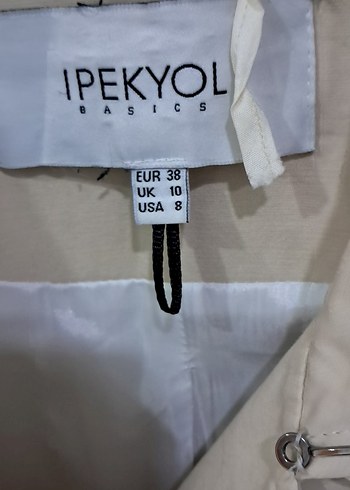 IPEKYOL
BASICS
EUR 38
UK 10
USA 8